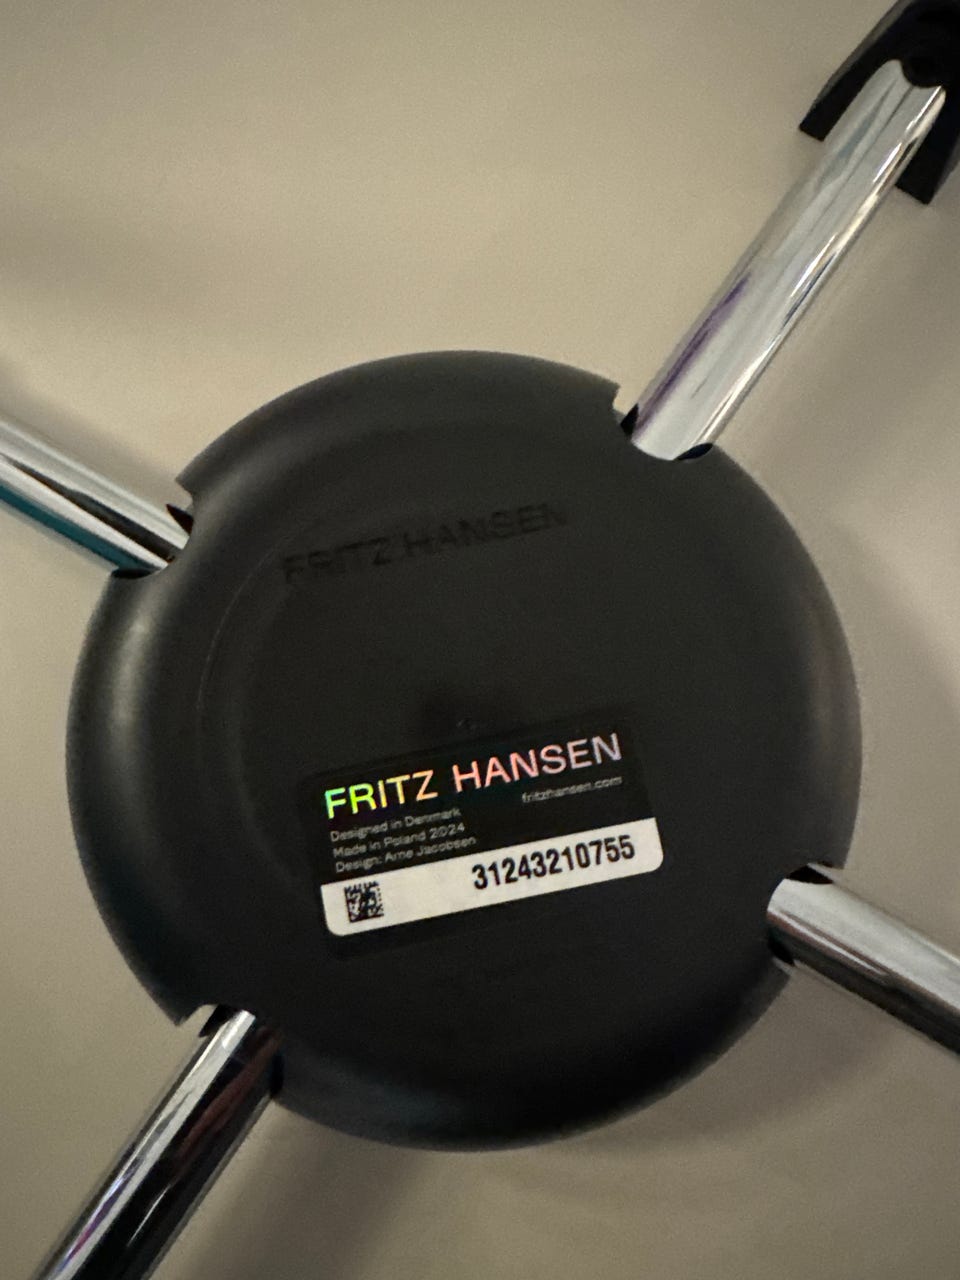 FRITZ HANSEN
FRITZ HANSEN
fritzhansen.com
Designed in Denmark
Made in Poland 2024
Design: Arne Jacobsen
31243210755